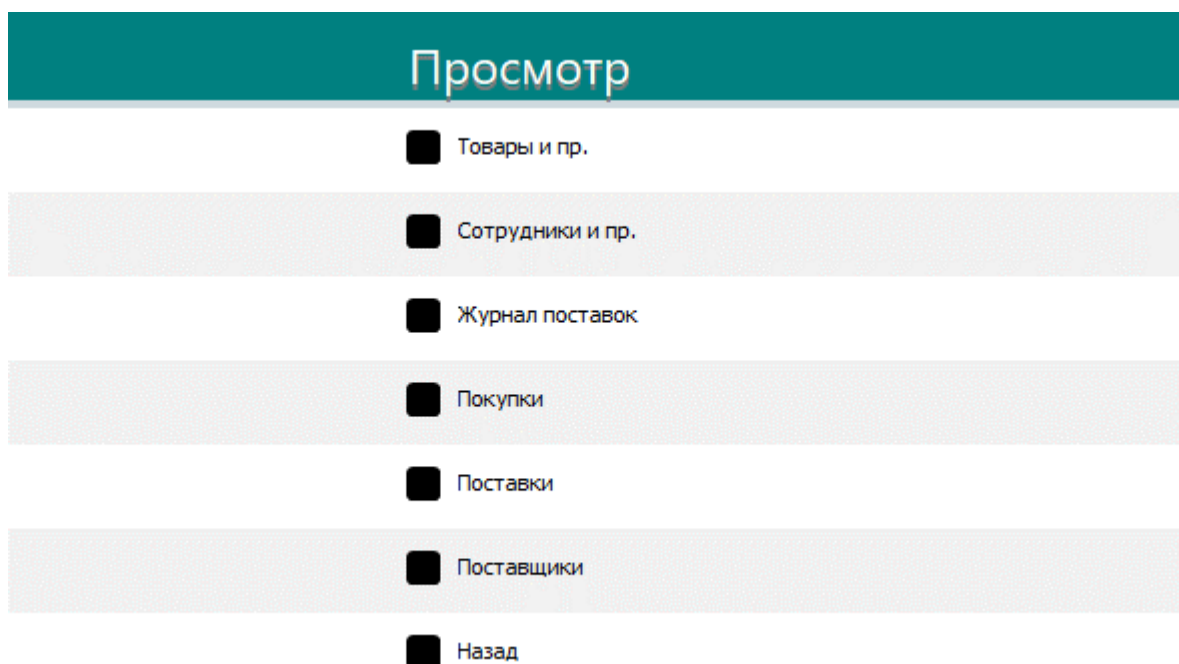 Просмотр
Товары и пр.
Сотрудники и пр.
Журнал поставок
Покупки
Поставки
Поставщики
Назад